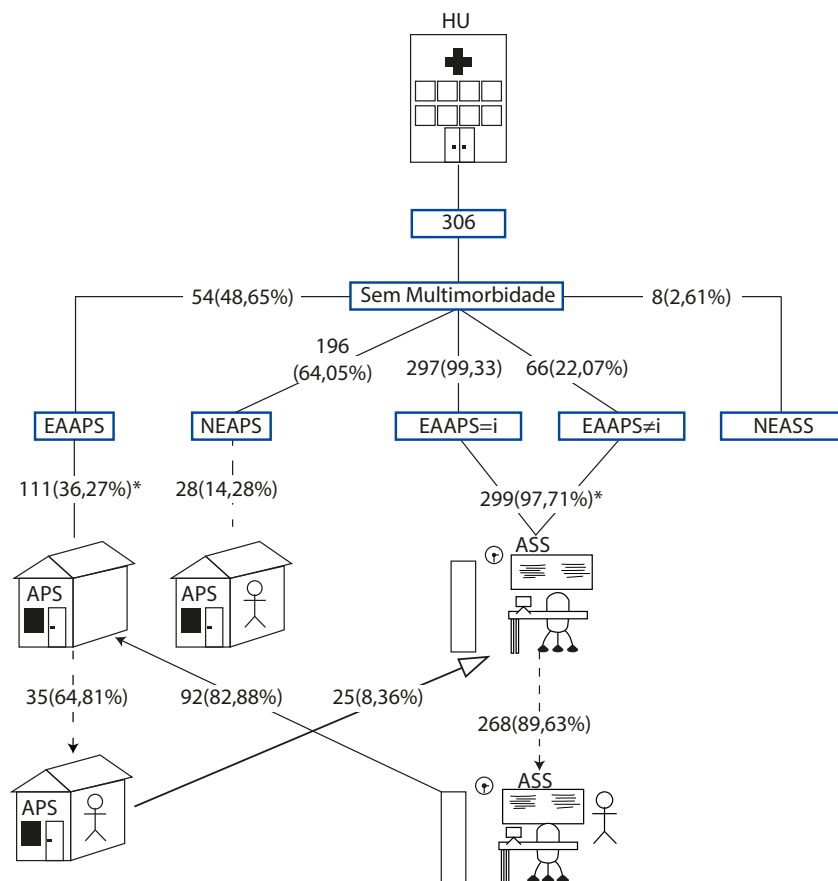 HU
306
Sem Multimorbidade
54(48,65%)
8(2,61%)
196
(64,05%)
297(99,33)
66(22,07%)
EAAPS
NEAPS
EAAPS=i
EAAPS≠i
NEASS
111(36,27%)*
28(14,28%)
299(97,71%)*
ASS
APS
APS
35(64,81%)
92(82,88%)
25(8,36%)
268(89,63%)
ASS
APS